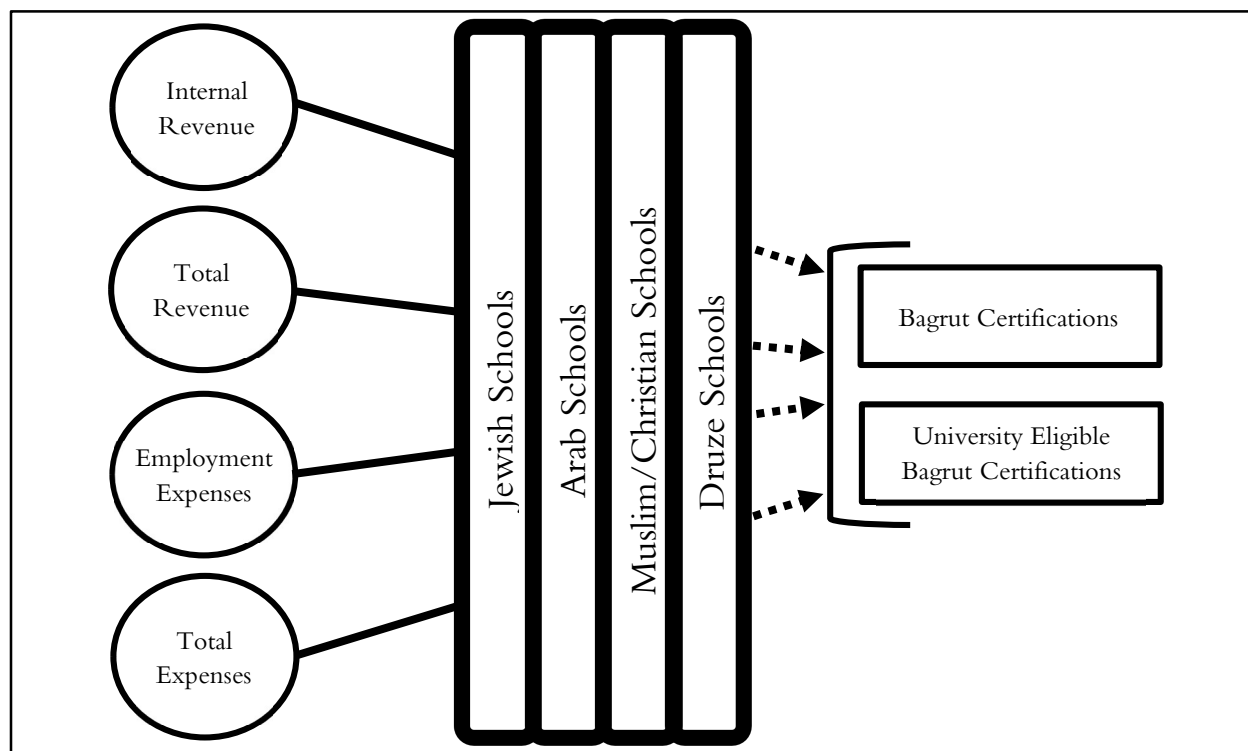 Internal
Revenue
Total
Revenue
Employment
Expenses
Total
Expenses
Jewish Schools
Arab Schools
Muslim/Christian Schools
Druze Schools
Bagrut Certifications
University Eligible
Bagrut Certifications